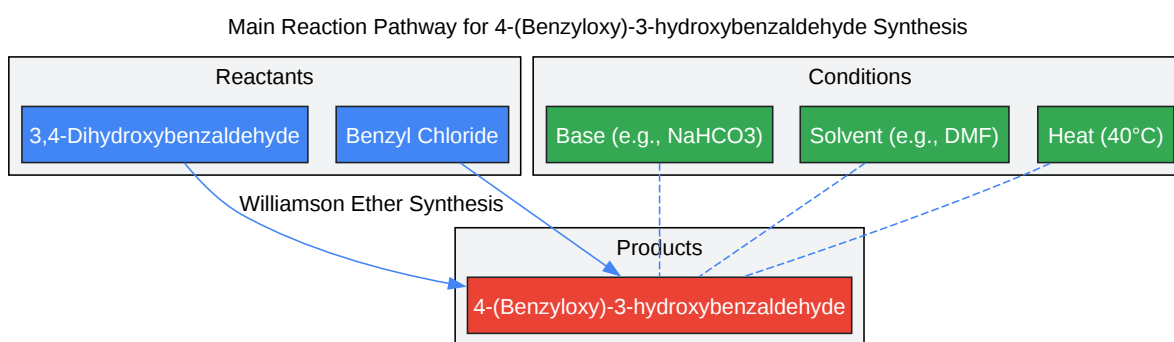 Main Reaction Pathway for 4-(Benzyloxy)-3-hydroxybenzaldehyde Synthesis
Reactants
3,4-Dihydroxybenzaldehyde
Benzyl Chloride
Conditions
Base (e.g., NaHCO3)
Solvent (e.g., DMF)
Heat (40°C)
Williamson Ether Synthesis
Products
4-(Benzyloxy)-3-hydroxybenzaldehyde